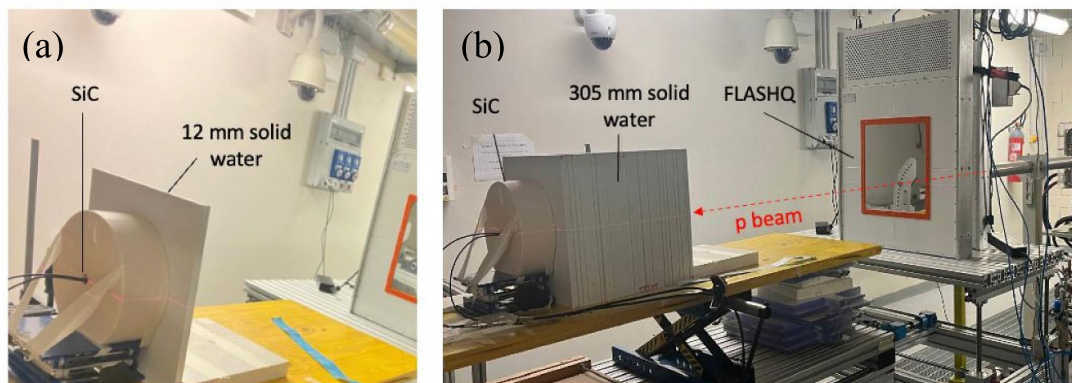 (a)
SiC
12 mm solid
water
(b)
SiC
305 mm solid
water
FLASHQ
p beam